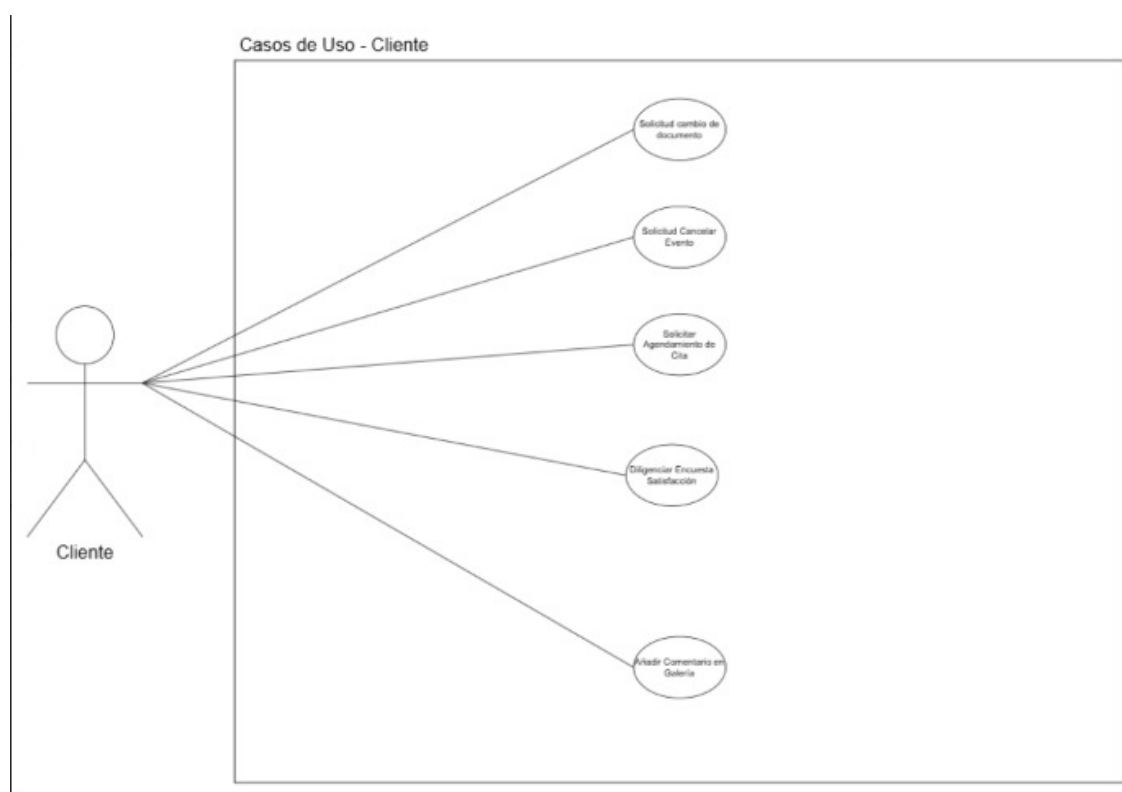 Casos de Uso - Cliente
Solicitud cambio de
documento
Solicitud Cancelar
Evento
Solicitar
Agendamiento de
Cita
Diligenciar Encuesta
Satisfacción
Añadir Comentario en
Galería
Cliente